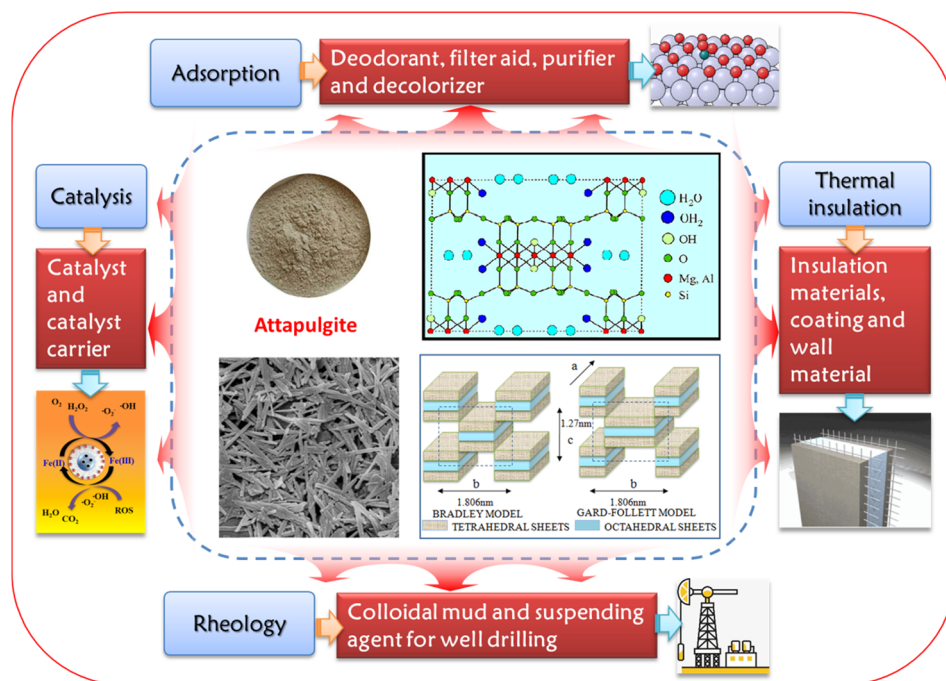 Adsorption
Deodorant, filter aid, purifier
and decolorizer
Catalysis
Catalyst
and
catalyst
carrier
O₂
H₂O₂
·O₂⁻
·OH
Fe(II)
Fe(III)
·O₂⁻
·OH
H₂O
CO₂
ROS
Attapulgite
H₂O
OH₂
OH
O
Mg, Al
Si
a
1.27nm
c
b
b
1.806nm
1.806nm
BRADLEY MODEL
GARD-FOLLETT MODEL
TETRAHEDRAL SHEETS
OCTAHEDRAL SHEETS
Thermal
insulation
Insulation
materials,
coating and
wall
material
Rheology
Colloidal mud and suspending
agent for well drilling